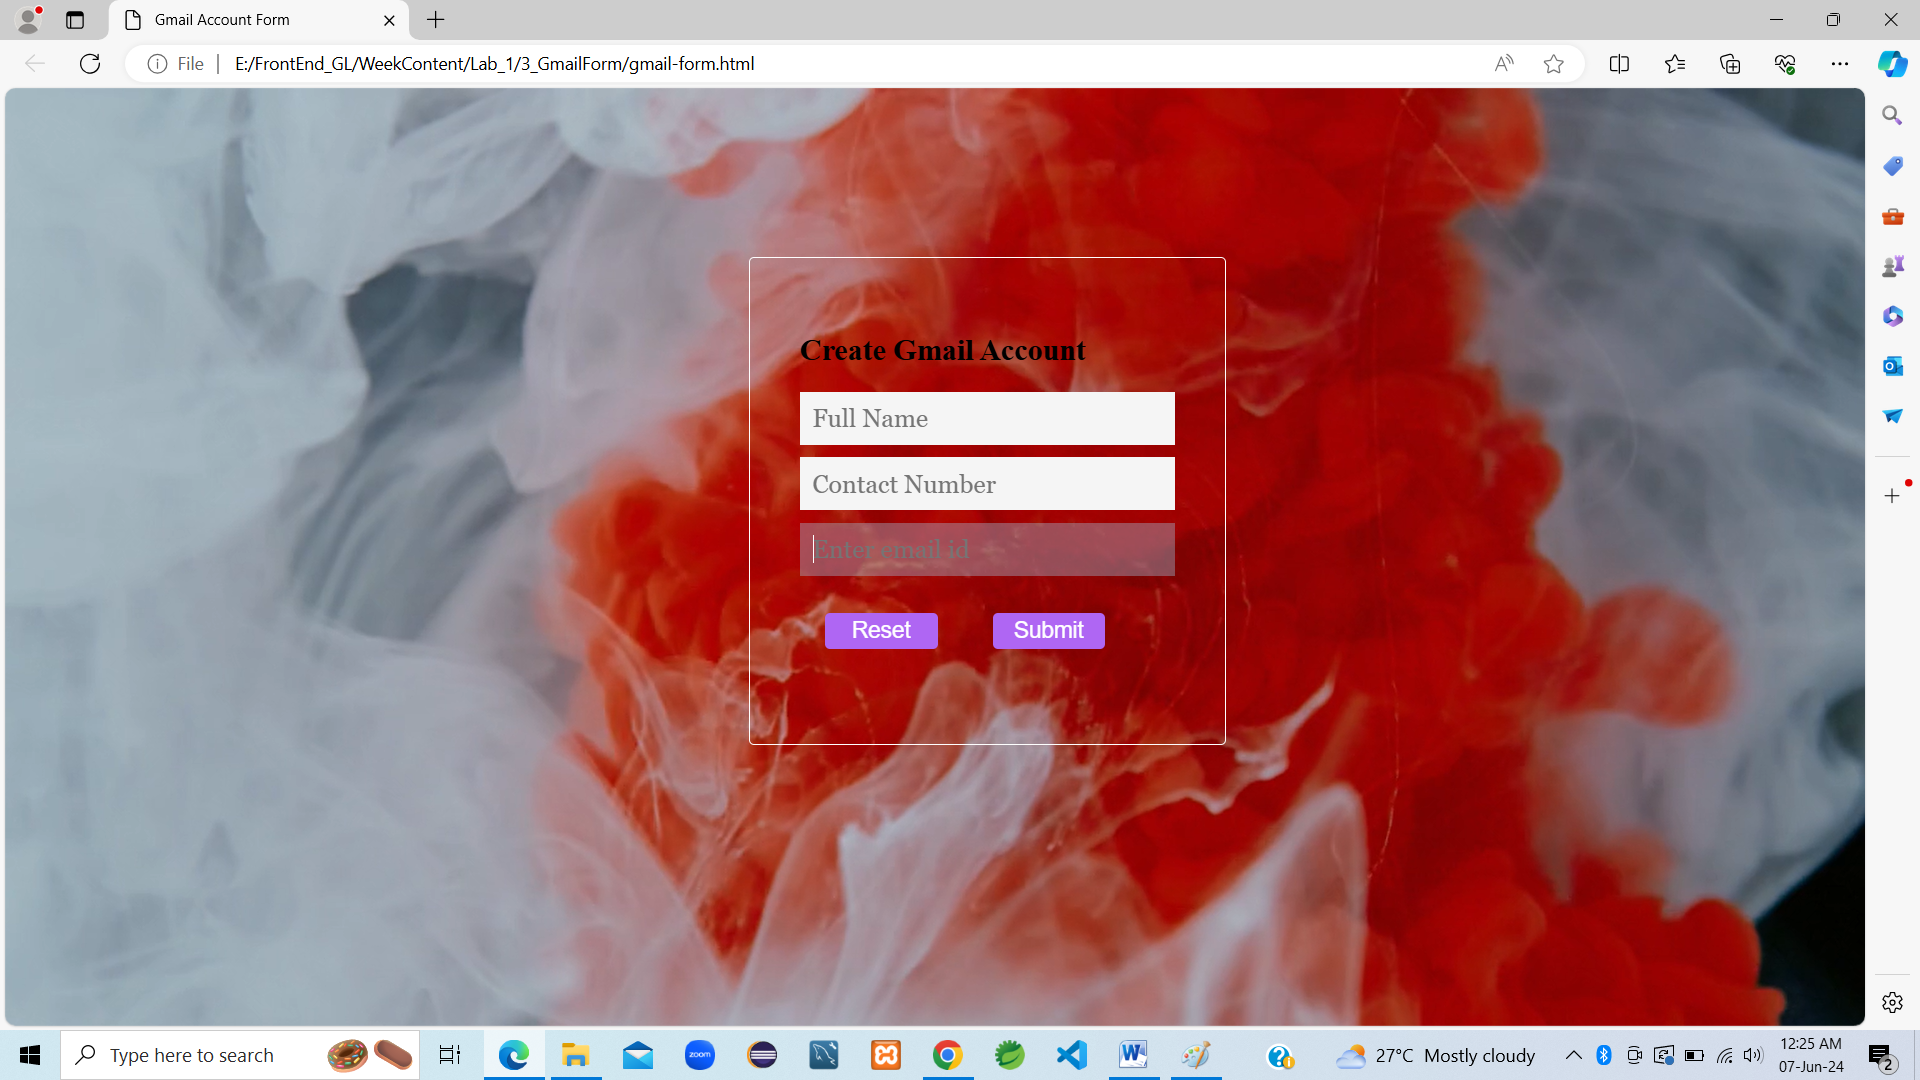 Gmail Account Form
File
E:/FrontEnd_GL/WeekContent/Lab_1/3_GmailForm/gmail-form.html
Create Gmail Account
Full Name
Contact Number
Enter email id
Reset Submit
Type here to search
zoom
27°C Mostly cloudy
12:25 AM
07-Jun-24
2